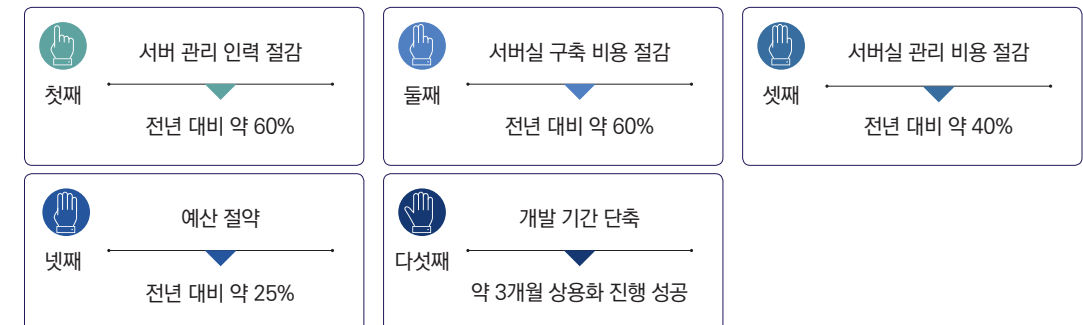 서버 관리 인력 절감
첫째
전년 대비 약 60%
서버실 구축 비용 절감
둘째
전년 대비 약 60%
서버실 관리 비용 절감
셋째
전년 대비 약 40%
예산 절약
넷째
전년 대비 약 25%
개발 기간 단축
다섯째
약 3개월 상용화 진행 성공